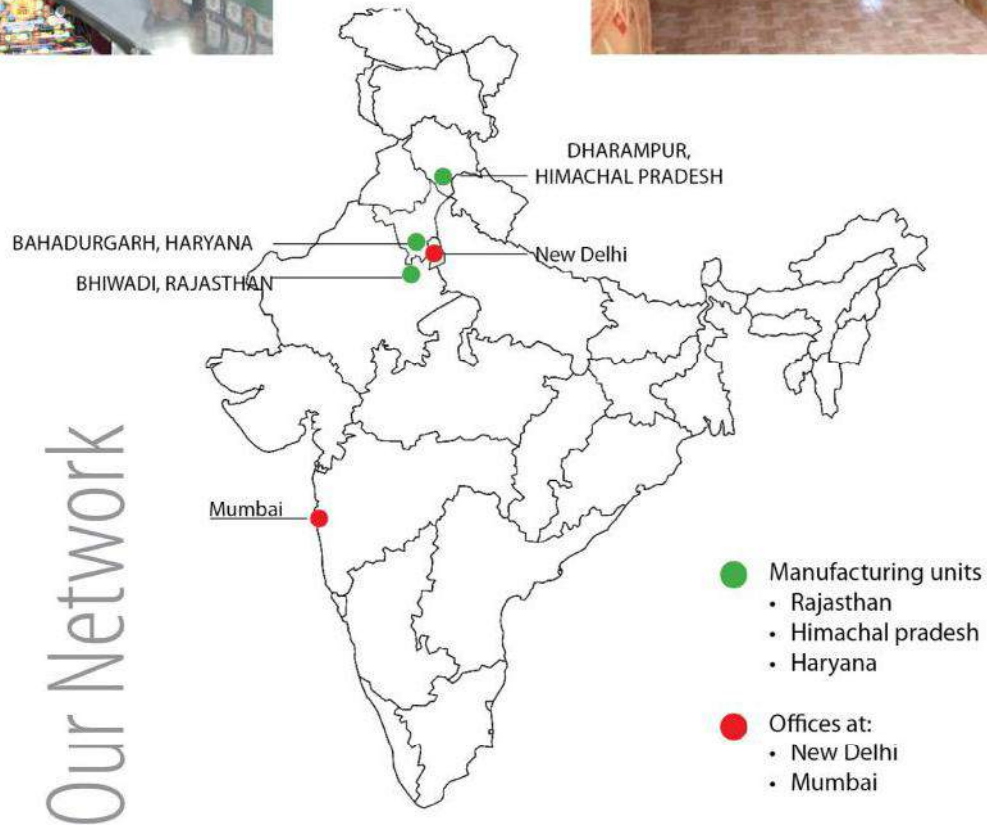 DHARAMPUR,
HIMACHAL PRADESH
BAHADURGARH, HARYANA
New Delhi
BHIWADI, RAJASTHAN
Mumbai
Our Network
Manufacturing units
• Rajasthan
• Himachal pradesh
• Haryana
Offices at:
• New Delhi
• Mumbai